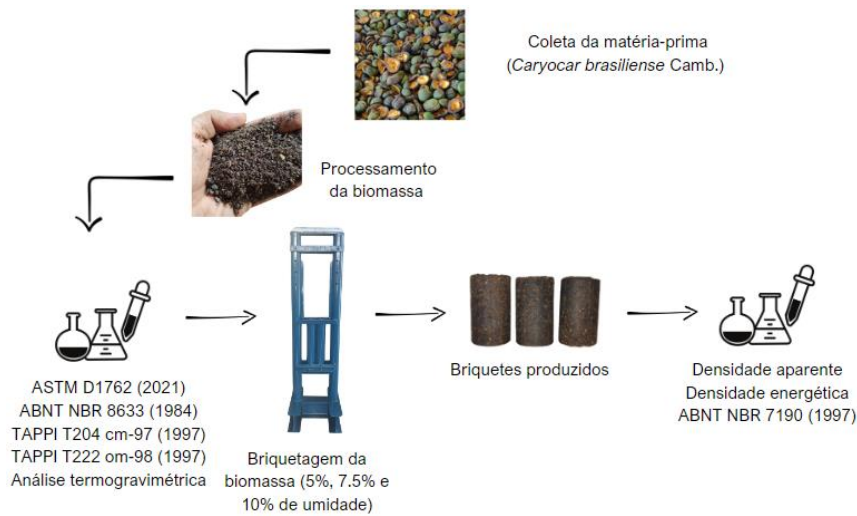 Coleta da matéria-prima
(Caryocar brasiliense Camb.)
Processamento
da biomassa
ASTM D1762 (2021)
ABNT NBR 8633 (1984)
TAPPI T204 cm-97 (1997)
TAPPI T222 om-98 (1997)
Análise termogravimétrica
Briquetagem da
biomassa (5%, 7.5% e
10% de umidade)
Briquetes produzidos
Densidade aparente
Densidade energética
ABNT NBR 7190 (1997)